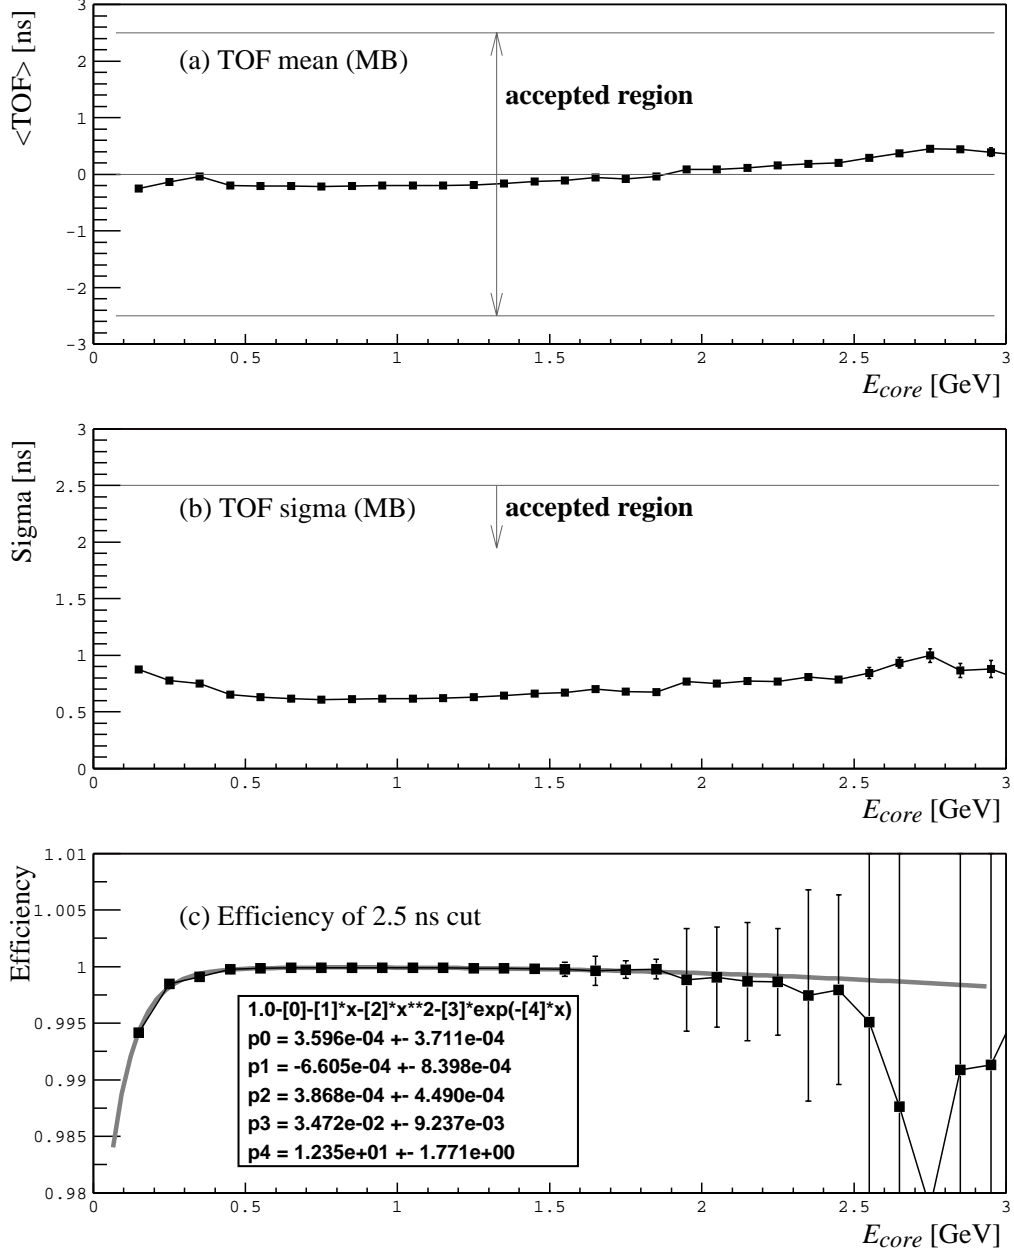 3
2
1
0
−1
−2
−3
<TOF> [ns]
(a) TOF mean (MB)
accepted region
0 0.5 1 1.5 2 2.5 3
Ecore [GeV]
3
2.5
2
1.5
1
0.5
0
Sigma [ns]
(b) TOF sigma (MB)
accepted region
0 0.5 1 1.5 2 2.5 3
Ecore [GeV]
1.01
1.005
1
0.995
0.99
0.985
0.98
Efficiency
(c) Efficiency of 2.5 ns cut
1.0-[0]-[1]*x-[2]*x**2-[3]*exp(-[4]*x)
p0 = 3.596e-04 +- 3.711e-04
p1 = -6.605e-04 +- 8.398e-04
p2 = 3.868e-04 +- 4.490e-04
p3 = 3.472e-02 +- 9.237e-03
p4 = 1.235e+01 +- 1.771e+00
0 0.5 1 1.5 2 2.5 3
Ecore [GeV]